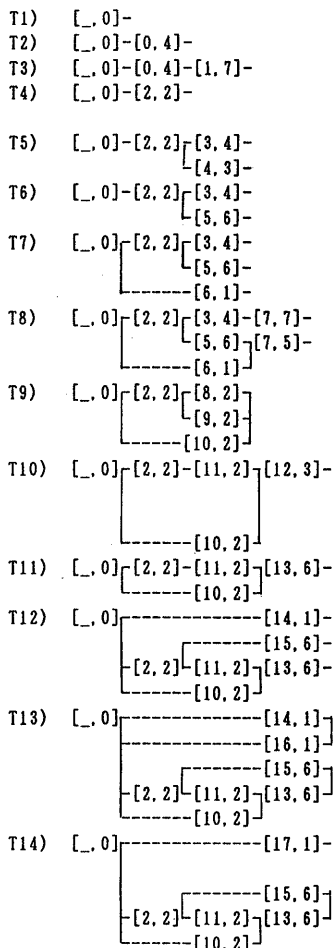 T1) [_, 0]-
T2) [_, 0]-[0, 4]-
T3) [_, 0]-[0, 4]-[1, 7]-
T4) [_, 0]-[2, 2]-
T5) [_, 0]-[2, 2] [3, 4]-
[4, 3]-
T6) [_, 0]-[2, 2] [3, 4]-
[5, 6]-
T7) [_, 0] [2, 2] [3, 4]-
[5, 6]-
[6, 1]-
T8) [_, 0] [2, 2] [3, 4]-[7, 7]-
[5, 6] [7, 5]-
[6, 1]
T9) [_, 0] [2, 2] [8, 2]
[9, 2]
[10, 2]
T10) [_, 0] [2, 2]-[11, 2] [12, 3]-
[10, 2]
T11) [_, 0] [2, 2]-[11, 2] [13, 6]-
[10, 2]
T12) [_, 0] [14, 1]-
[15, 6]-
[2, 2] [11, 2] [13, 6]-
[10, 2]
T13) [_, 0] [14, 1]
[16, 1]
[15, 6]
[2, 2] [11, 2] [13, 6]
[10, 2]
T14) [_, 0] [17, 1]-
[15, 6]
[2, 2] [11, 2] [13, 6]
[10, 2]